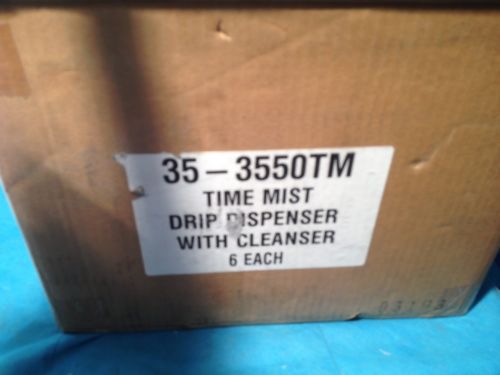 35-3550TM
TIME MIST
DRIP DISPENSER
WITH CLEANSER
6 EACH